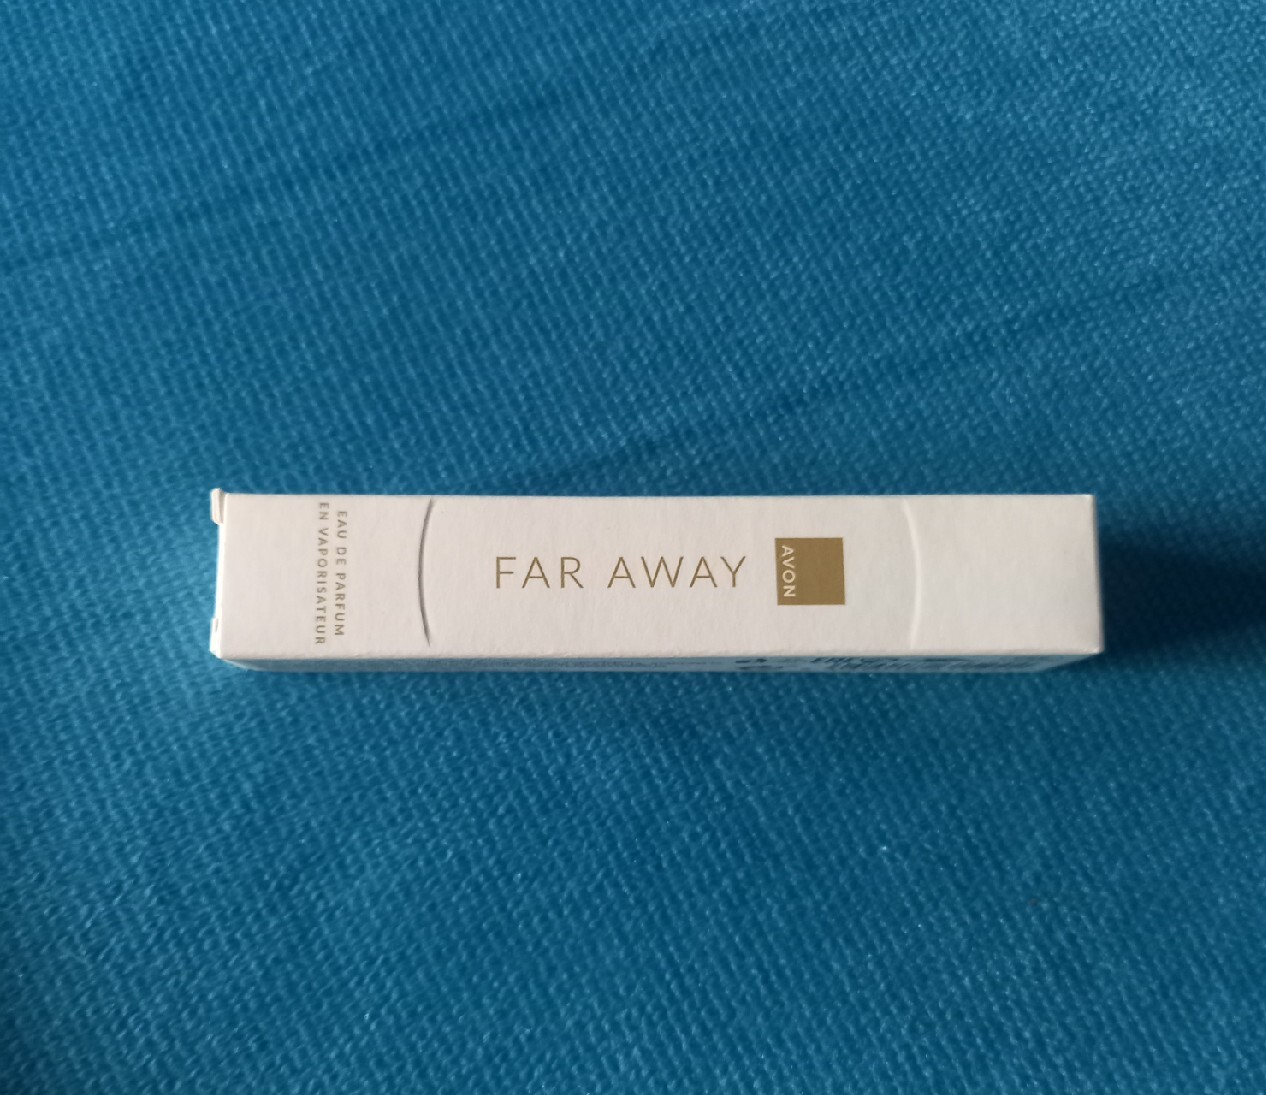 FAR AWAY
AVON
EAU DE PARFUM
EN VAPORISATEUR